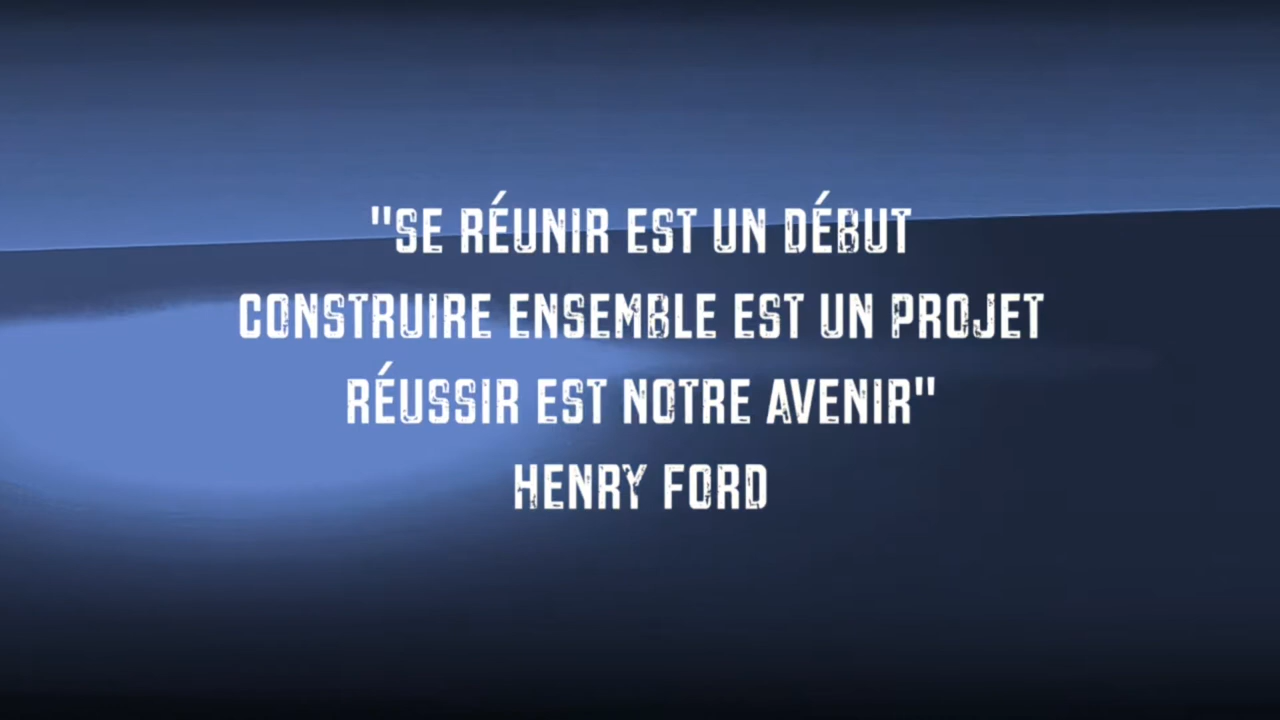 "SE RÉUNIR EST UN DÉBUT
CONSTRUIRE ENSEMBLE EST UN PROJET
RÉUSSIR EST NOTRE AVENIR"
HENRY FORD